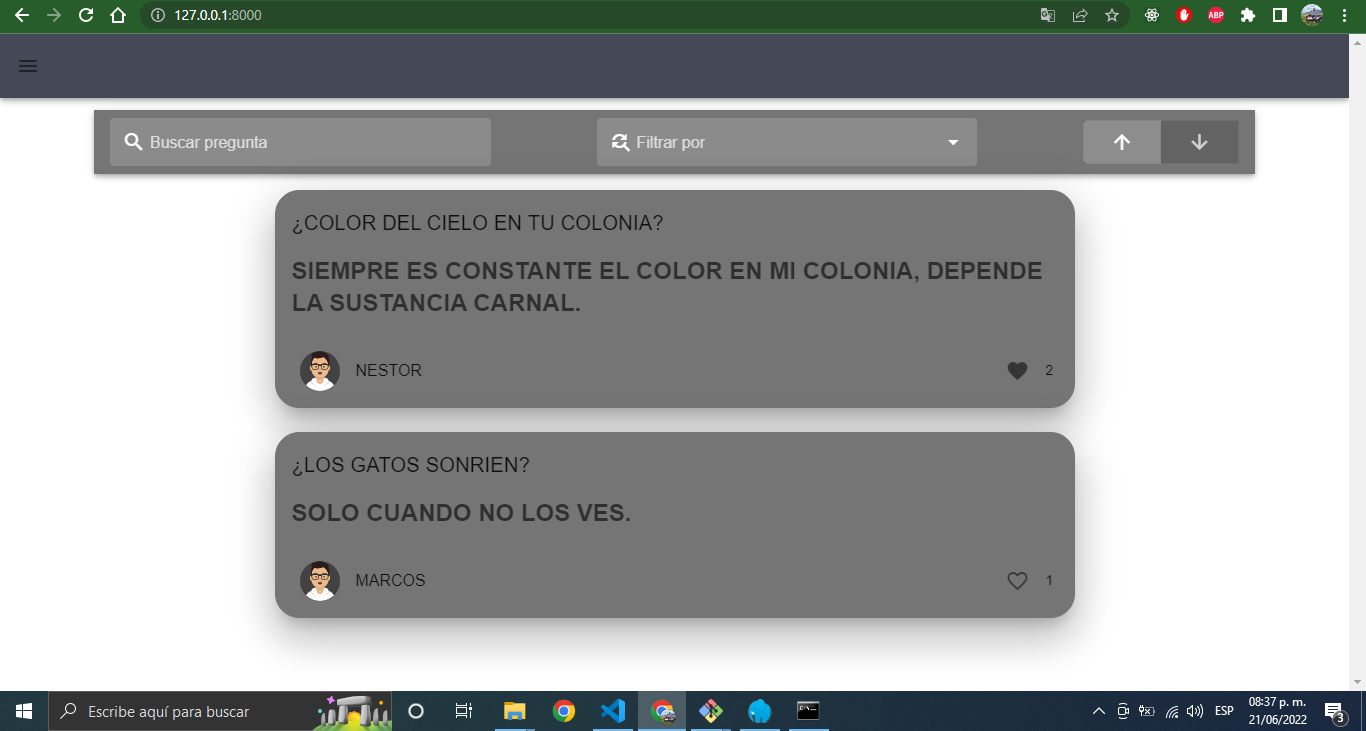 127.0.0.1:8000
ABP
Buscar pregunta
Filtrar por
¿COLOR DEL CIELO EN TU COLONIA?
SIEMPRE ES CONSTANTE EL COLOR EN MI COLONIA, DEPENDE
LA SUSTANCIA CARNAL.
NESTOR
2
¿LOS GATOS SONRIEN?
SOLO CUANDO NO LOS VES.
MARCOS
1
Escribe aquí para buscar
ESP
08:37 p. m.
21/06/2022
3